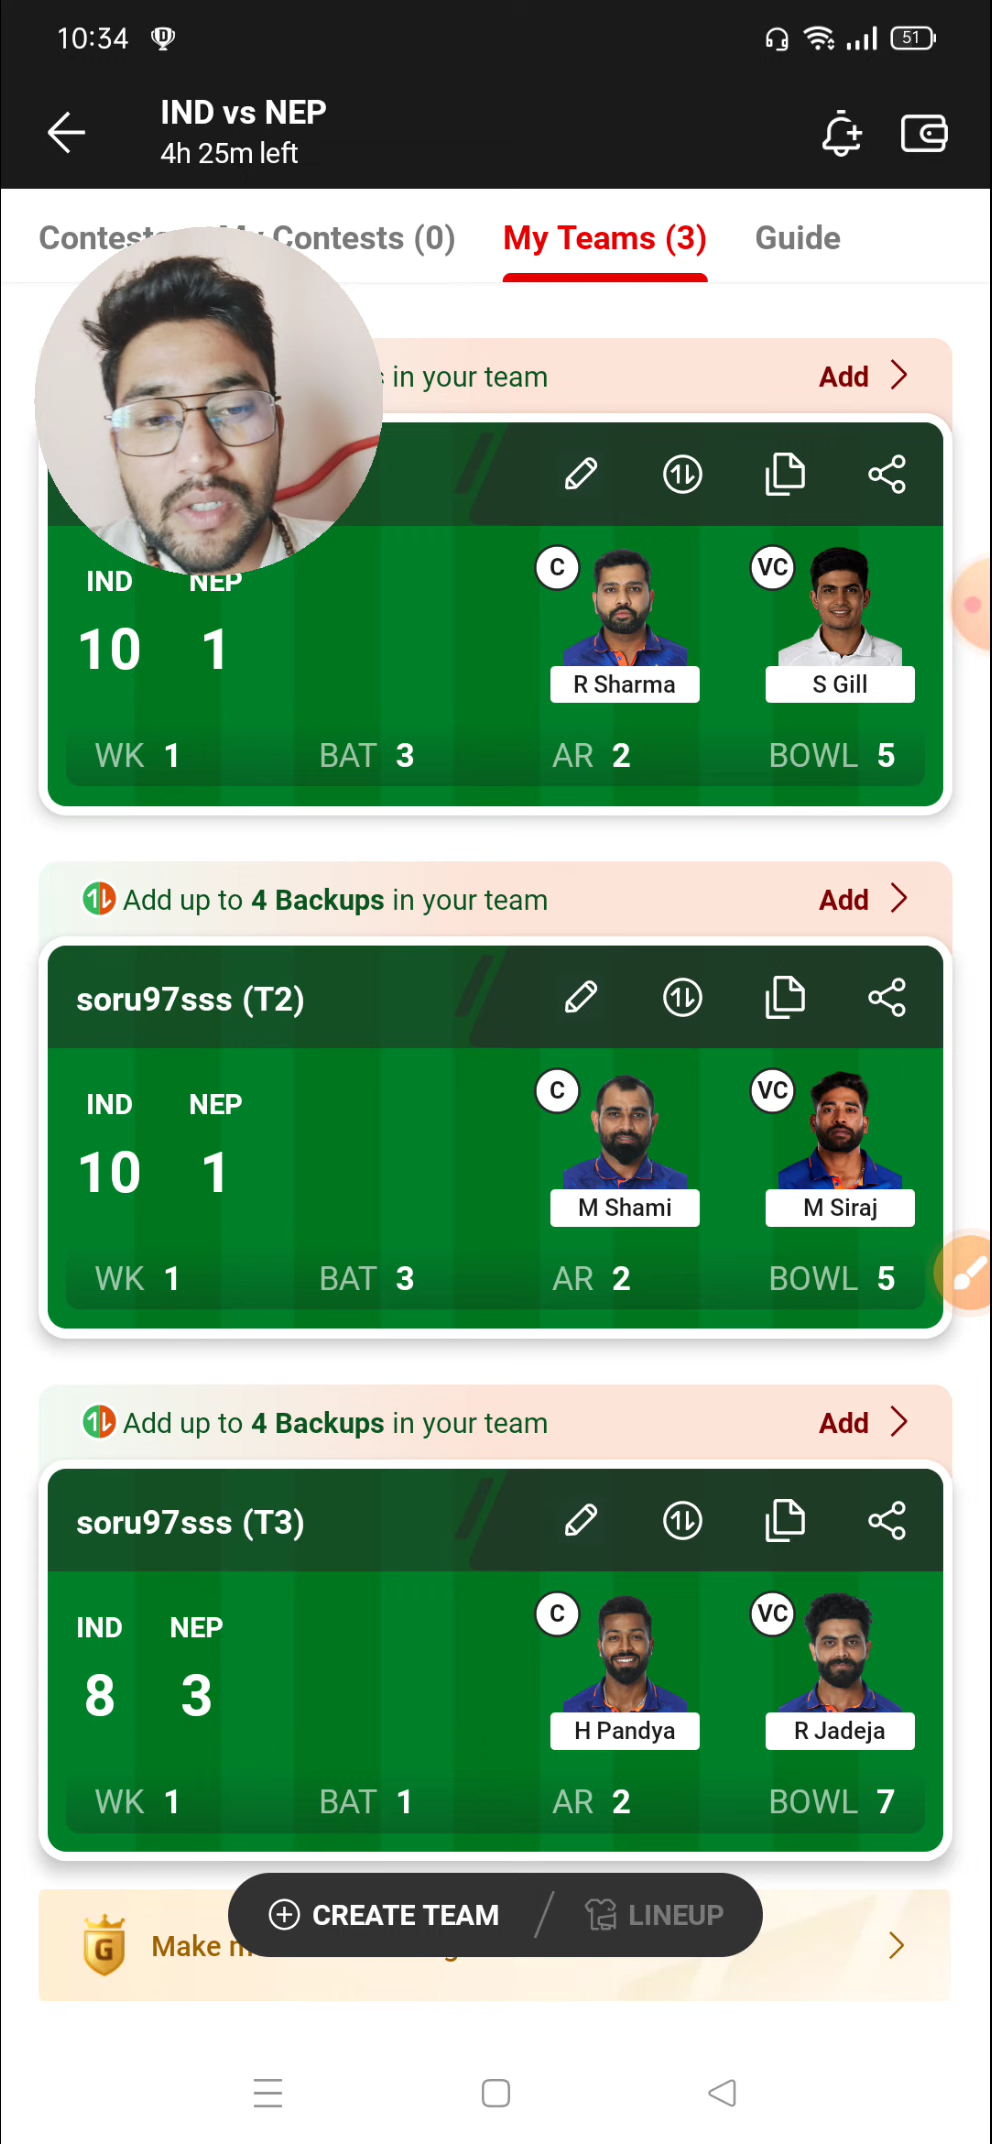 10:34
51
IND vs NEP
4h 25m left
Contests My Contests (0) My Teams (3) Guide
in your team Add
C VC
IND NEP
10 1
R Sharma S Gill
WK 1 BAT 3 AR 2 BOWL 5
Add up to 4 Backups in your team Add
soru97sss (T2)
C VC
IND NEP
10 1
M Shami M Siraj
WK 1 BAT 3 AR 2 BOWL 5
Add up to 4 Backups in your team Add
soru97sss (T3)
C VC
IND NEP
8 3
H Pandya R Jadeja
WK 1 BAT 1 AR 2 BOWL 7
CREATE TEAM / LINEUP
G Make